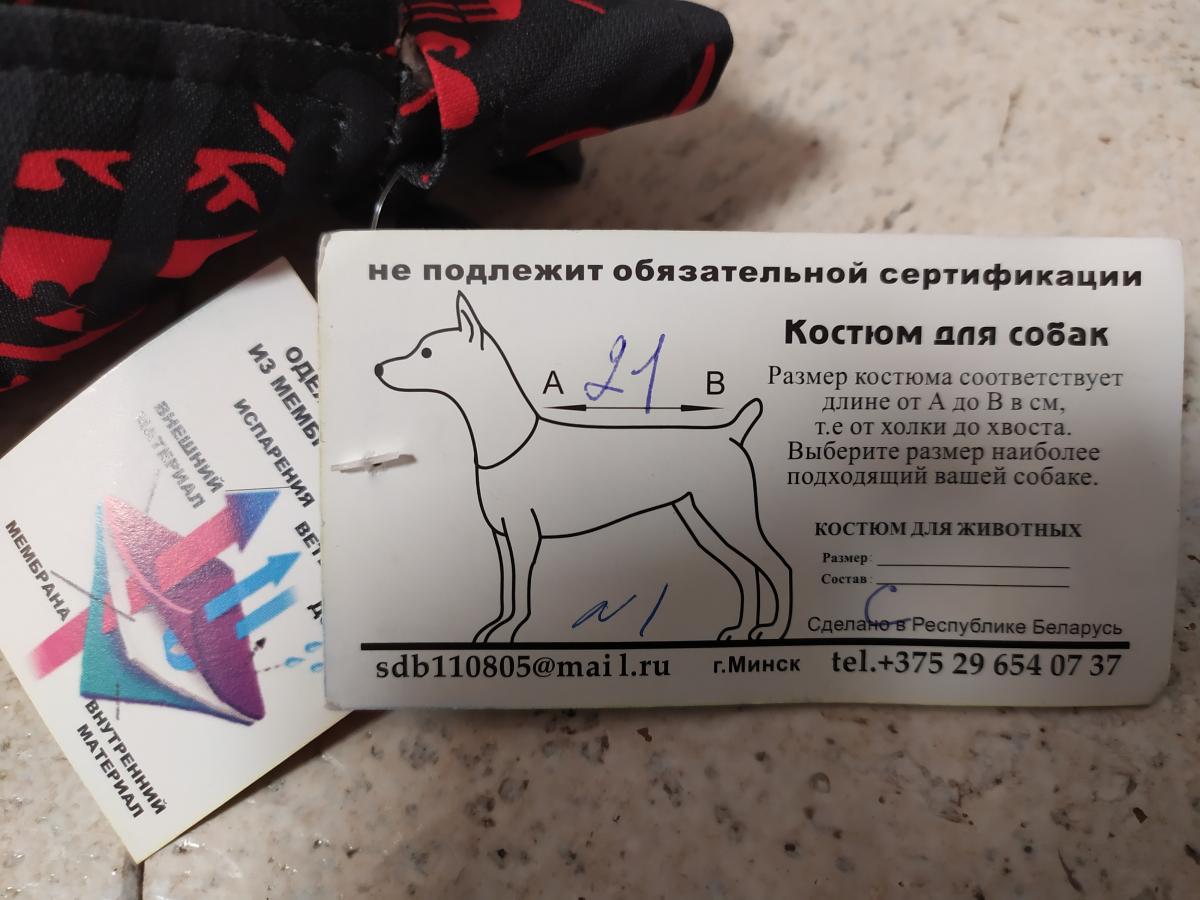 не подлежит обязательной сертификации
Костюм для собак
A 21 B
Размер костюма соответствует
длине от А до В в см,
т.е от холки до хвоста.
Выберите размер наиболее
подходящий вашей собаке.
КОСТЮМ ДЛЯ ЖИВОТНЫХ
Размер:
Состав:
С
N 1
Сделано в Республике Беларусь
sdb110805@mail.ru г.Минск tel.+375 29 654 07 37
ИЗ
ИСПАРЕНИЯ
ВНЕШНИЙ
МАТЕРИАЛ
МЕМБРАНА
ВНУТРЕННИЙ
МАТЕРИАЛ